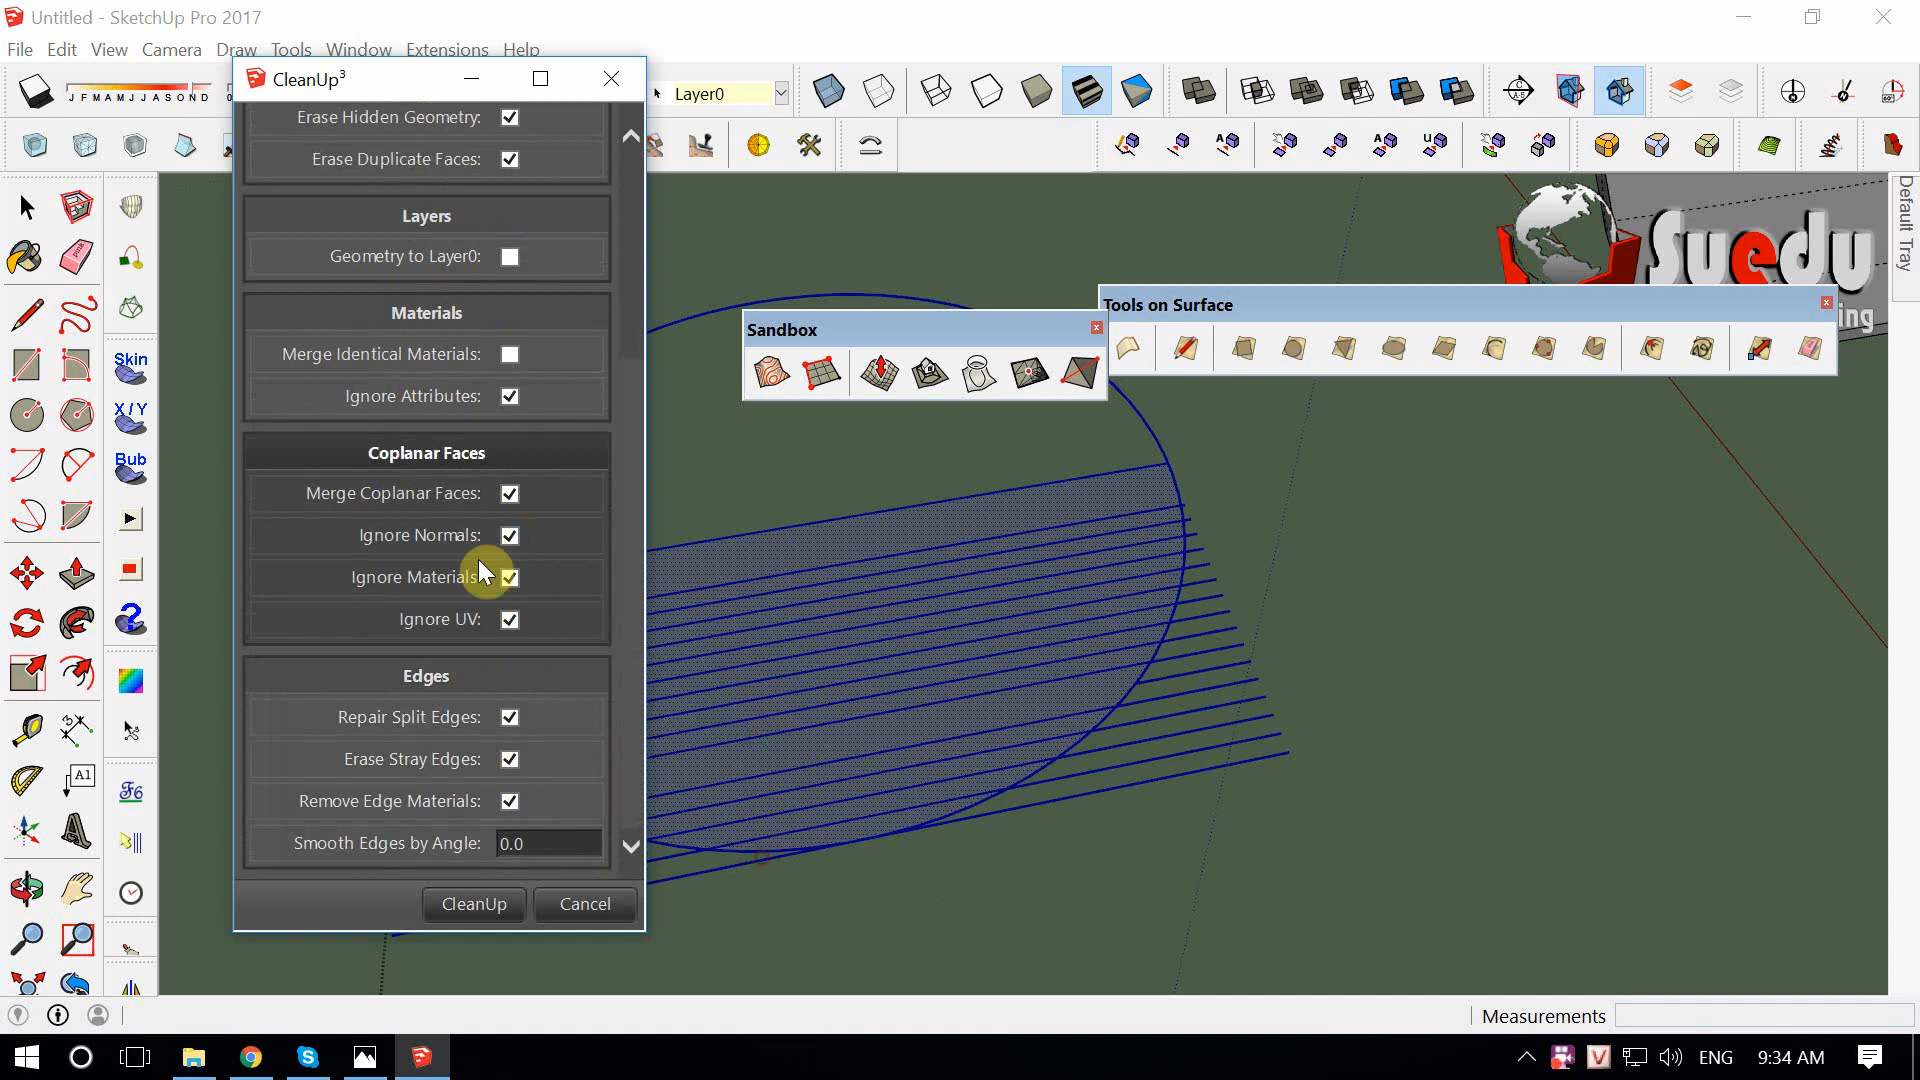 Untitled - SketchUp Pro 2017
File Edit View Camera Draw Tools Window Extensions Help
CleanUp³
J F M A M J J A S O N D
Layer0
Erase Hidden Geometry:
Erase Duplicate Faces:
Layers
Geometry to Layer0:
Materials
Merge Identical Materials:
Ignore Attributes:
Coplanar Faces
Merge Coplanar Faces:
Ignore Normals:
Ignore Materials
Ignore UV:
Edges
Repair Split Edges:
Erase Stray Edges:
Remove Edge Materials:
Smooth Edges by Angle: 0.0
CleanUp Cancel
Skin
X/Y
Bub
A1
F6
Sandbox
Tools on Surface
Suedu
ing
Default Tray
Measurements
ENG 9:34 AM